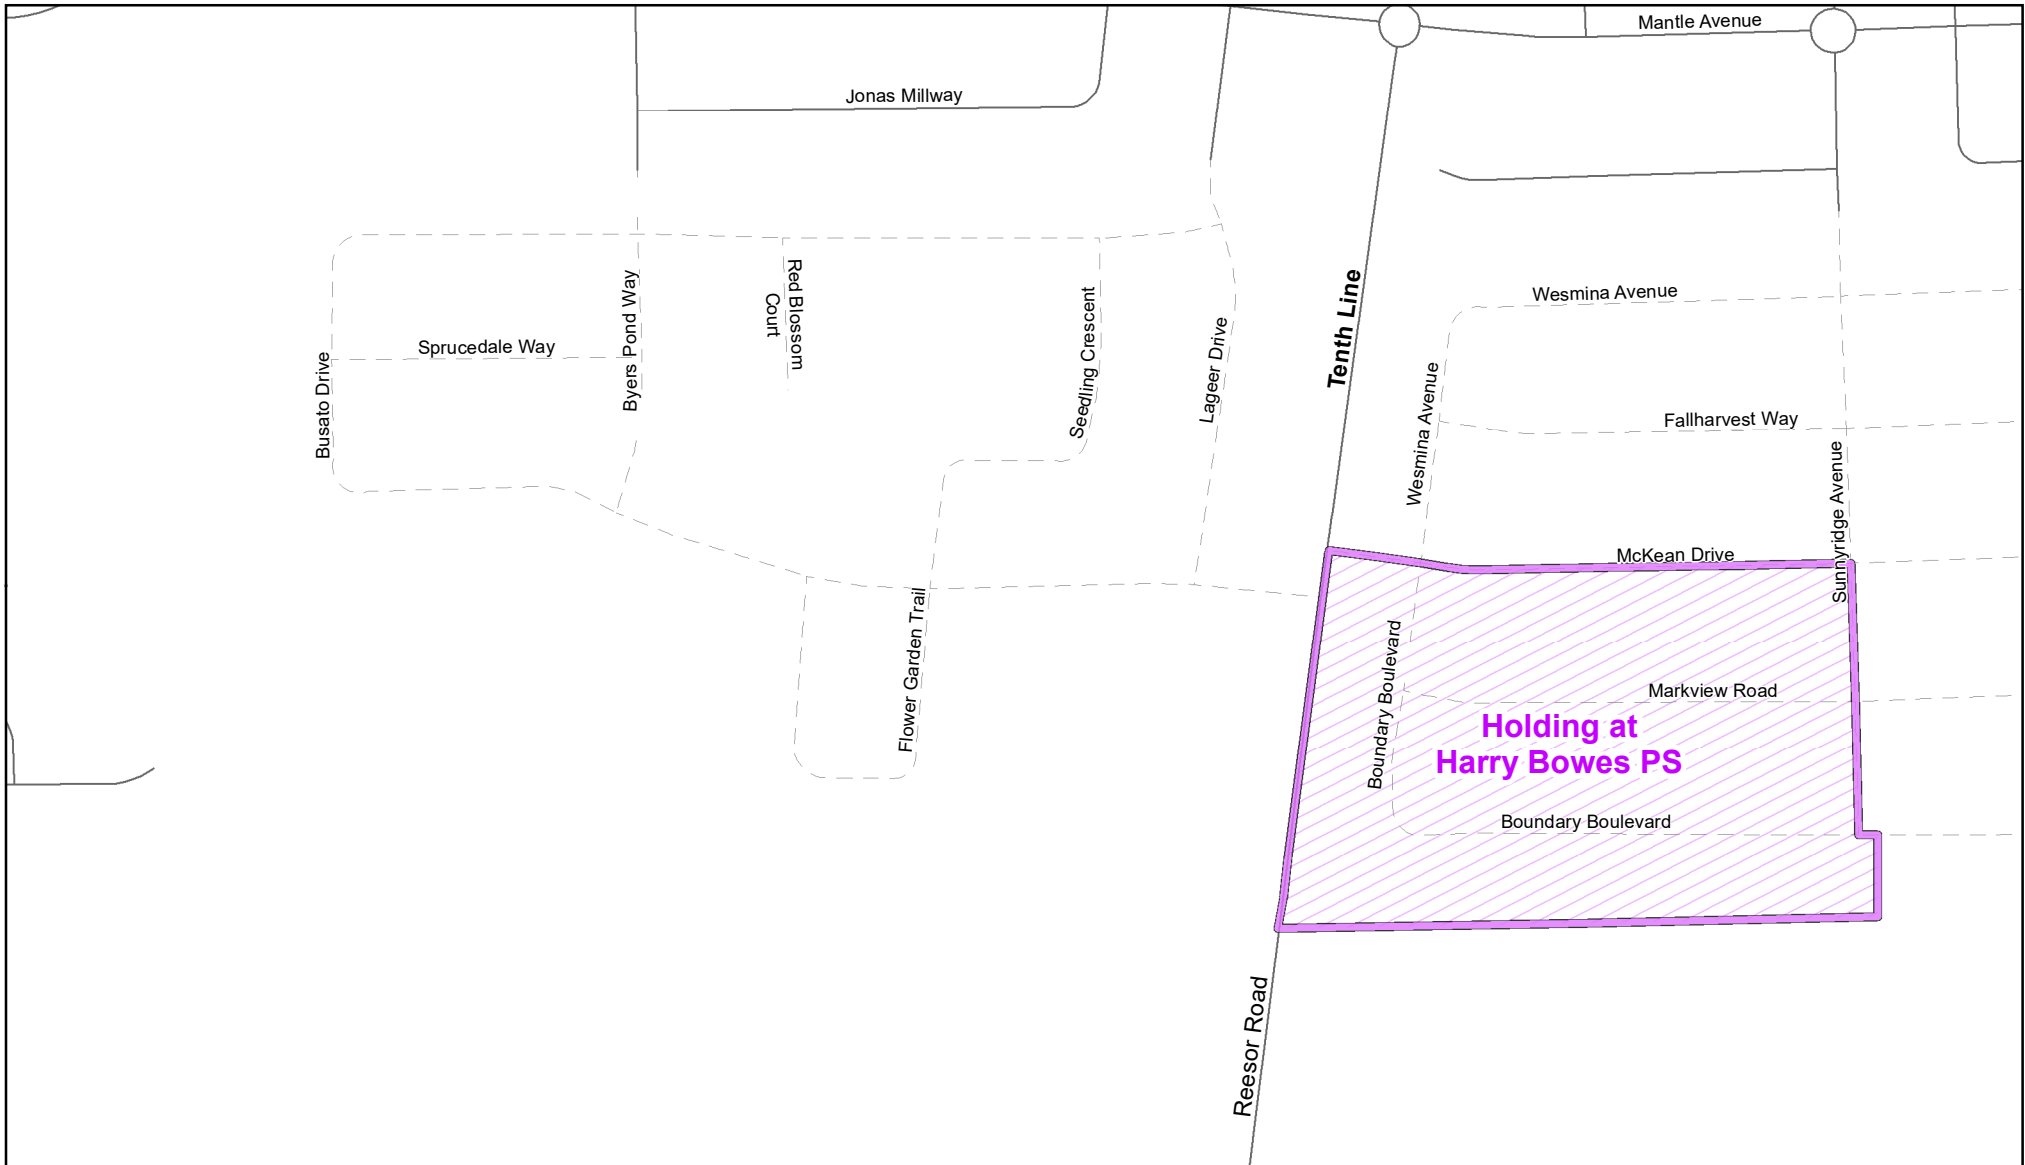 Mantle Avenue
Jonas Millway
Red Blossom
Court
Byers Pond Way
Tenth Line
Seedling Crescent
Wesmina Avenue
Lageer Drive
Sprucedale Way
Busato Drive
Wesmina Avenue
Fallharvest Way
Sunnyridge Avenue
McKean Drive
Flower Garden Trail
Boundary Boulevard
Markview Road
Holding at
Harry Bowes PS
Boundary Boulevard
Reesor Road